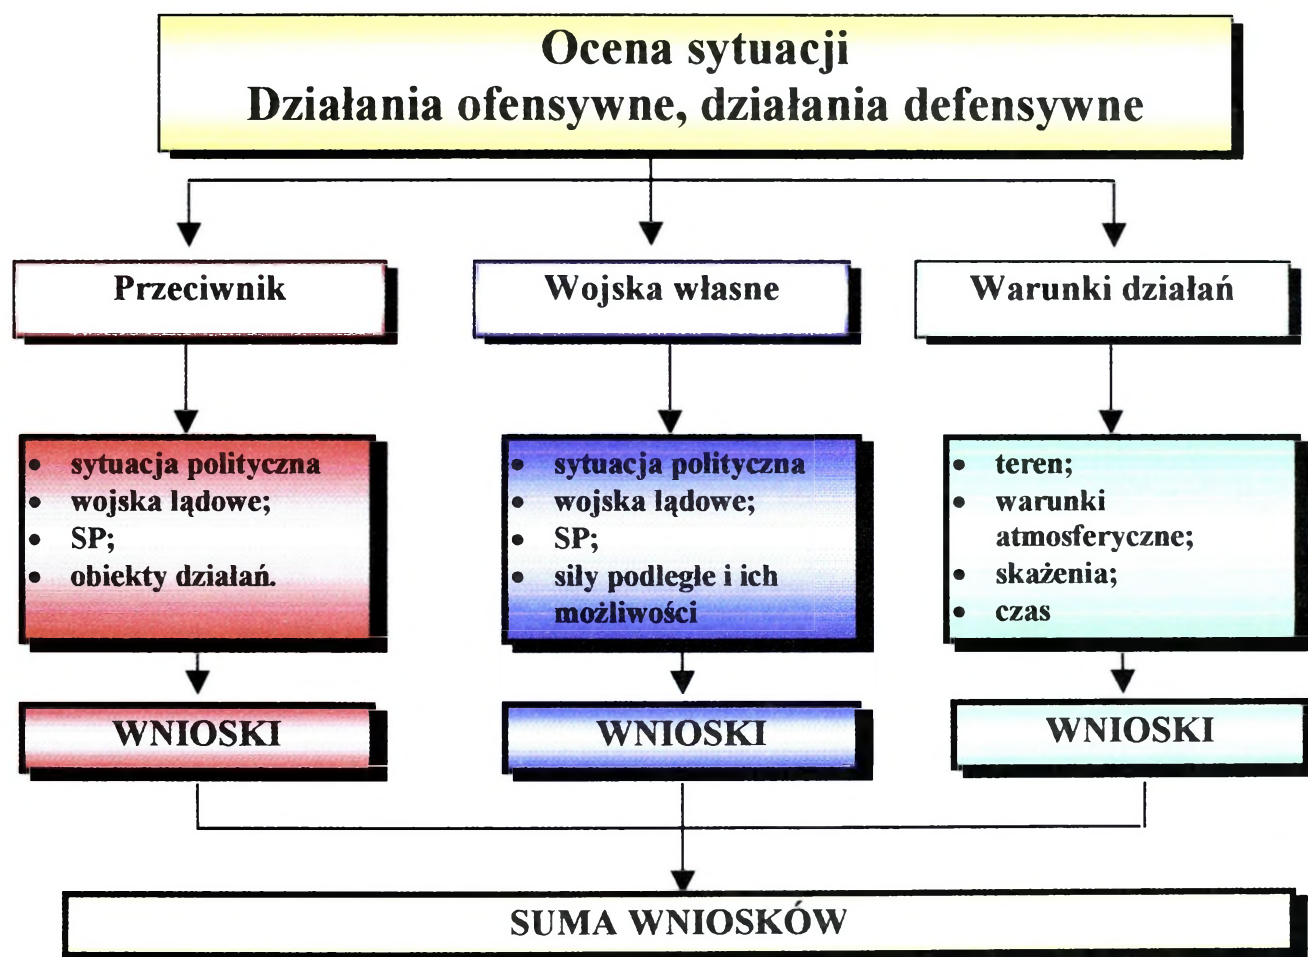 Ocena sytuacji
Działania ofensywne, działania defensywne
Przeciwnik
Wojska własne
Warunki działań
• sytuacja polityczna
• wojska lądowe;
• SP;
• obiekty działań.
• sytuacja polityczna
• wojska lądowe;
• SP;
• siły podległe i ich
możliwości
• teren;
• warunki
atmosferyczne;
• skażenia;
• czas
WNIOSKI
WNIOSKI
WNIOSKI
SUMA WNIOSKÓW